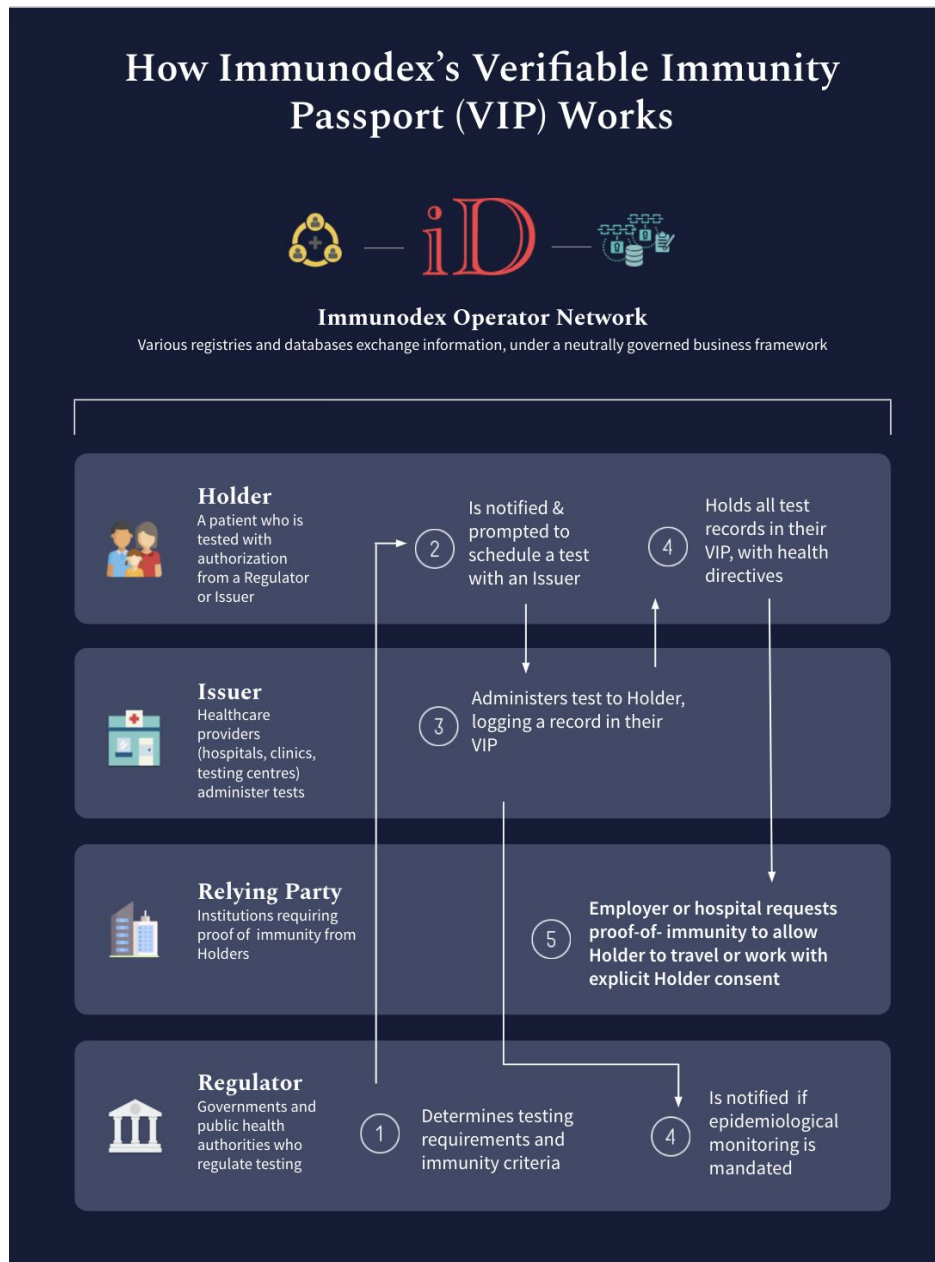 How Immunodex’s Verifiable Immunity
Passport (VIP) Works
iD
Immunodex Operator Network
Various registries and databases exchange information, under a neutrally governed business framework
Holder
A patient who is
tested with
authorization
from a Regulator
or Issuer
2
Is notified &
prompted to
schedule a test
with an Issuer
4
Holds all test
records in their
VIP, with health
directives
Issuer
Healthcare
providers
(hospitals, clinics,
testing centres)
administer tests
3
Administers test to Holder,
logging a record in their
VIP
Relying Party
Institutions requiring
proof of immunity from
Holders
5
Employer or hospital requests
proof-of- immunity to allow
Holder to travel or work with
explicit Holder consent
Regulator
Governments and
public health
authorities who
regulate testing
1
Determines testing
requirements and
immunity criteria
4
Is notified if
epidemiological
monitoring is
mandated